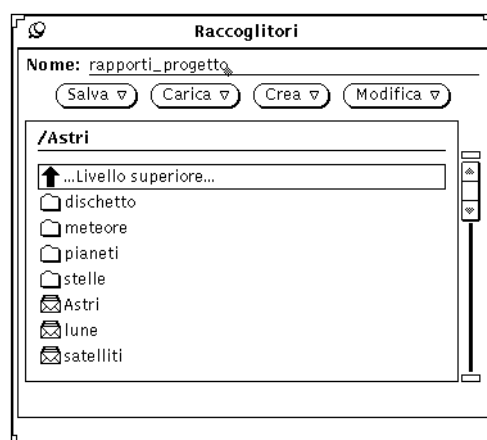 Raccoglitori
Nome: rapporti_progetto
Salva Carica Crea Modifica
/Astri
...Livello superiore...
dischetto
meteore
pianeti
stelle
Astri
lune
satelliti